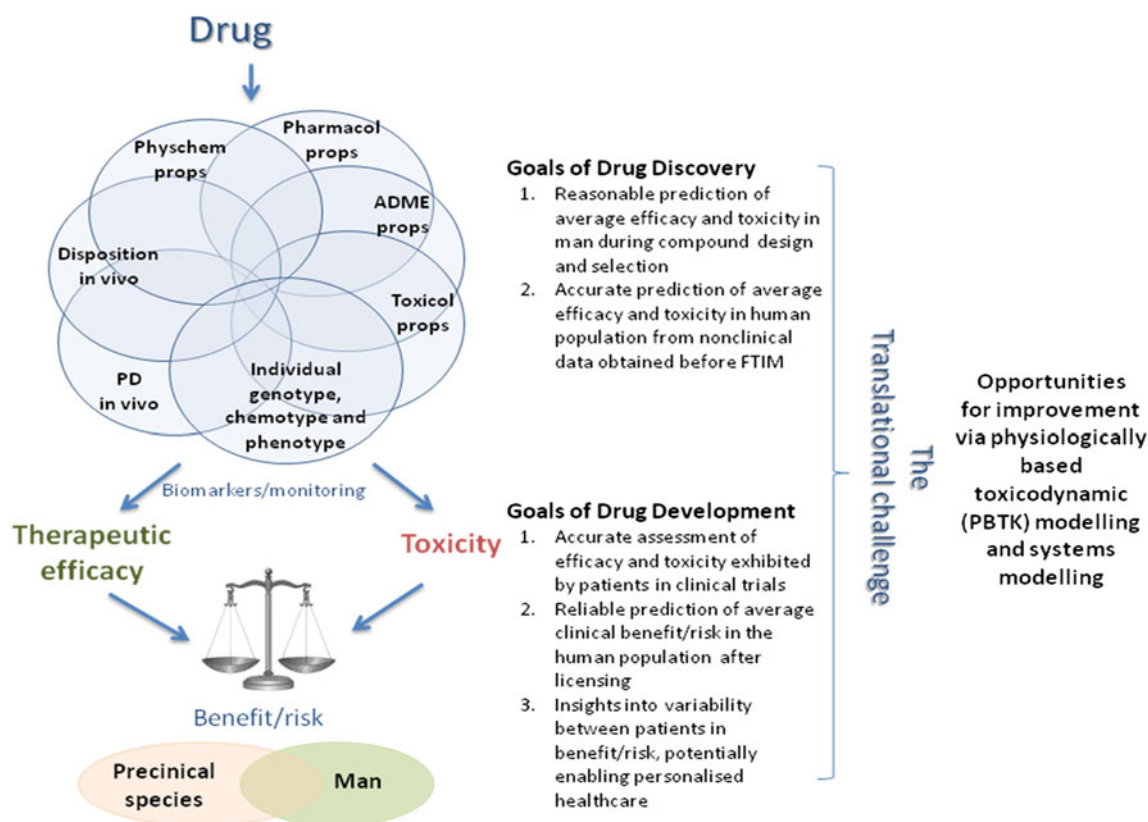 Drug
Physchem
props
Pharmacol
props
ADME
props
Disposition
in vivo
Toxicol
props
PD
in vivo
Individual
genotype,
chemotype and
phenotype
Biomarkers/monitoring
Therapeutic
efficacy
Toxicity
Benefit/risk
Precinical
species
Man
Goals of Drug Discovery
1. Reasonable prediction of
average efficacy and toxicity in
man during compound design
and selection
2. Accurate prediction of average
efficacy and toxicity in human
population from nonclinical
data obtained before FTIM
Goals of Drug Development
1. Accurate assessment of
efficacy and toxicity exhibited
by patients in clinical trials
2. Reliable prediction of average
clinical benefit/risk in the
human population after
licensing
3. Insights into variability
between patients in
benefit/risk, potentially
enabling personalised
healthcare
The
Translational challenge
Opportunities
for improvement
via physiologically
based
toxicodynamic
(PBTK) modelling
and systems
modelling